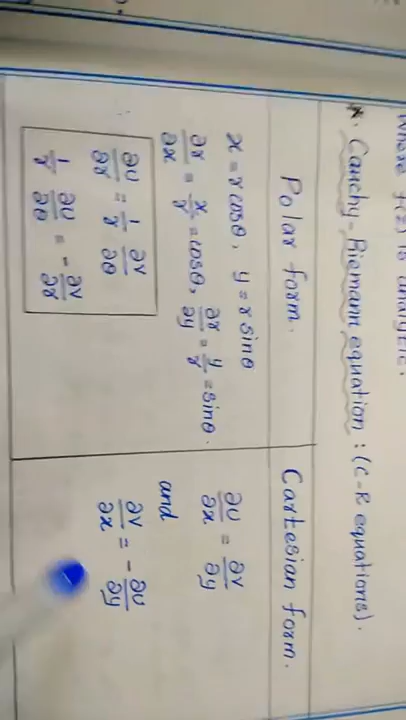 where f(z) is analytic.
*. Cauchy-Riemann equation : (C-R equations).
Polar form.
x = r cosθ, y = r sinθ
∂r/∂x = x/r = cosθ, ∂r/∂y = y/r = sinθ.
∂u/∂r = 1/r ∂v/∂θ
1/r ∂u/∂θ = -∂v/∂r
Cartesian form.
∂u/∂x = ∂v/∂y
and
∂v/∂x = -∂u/∂y